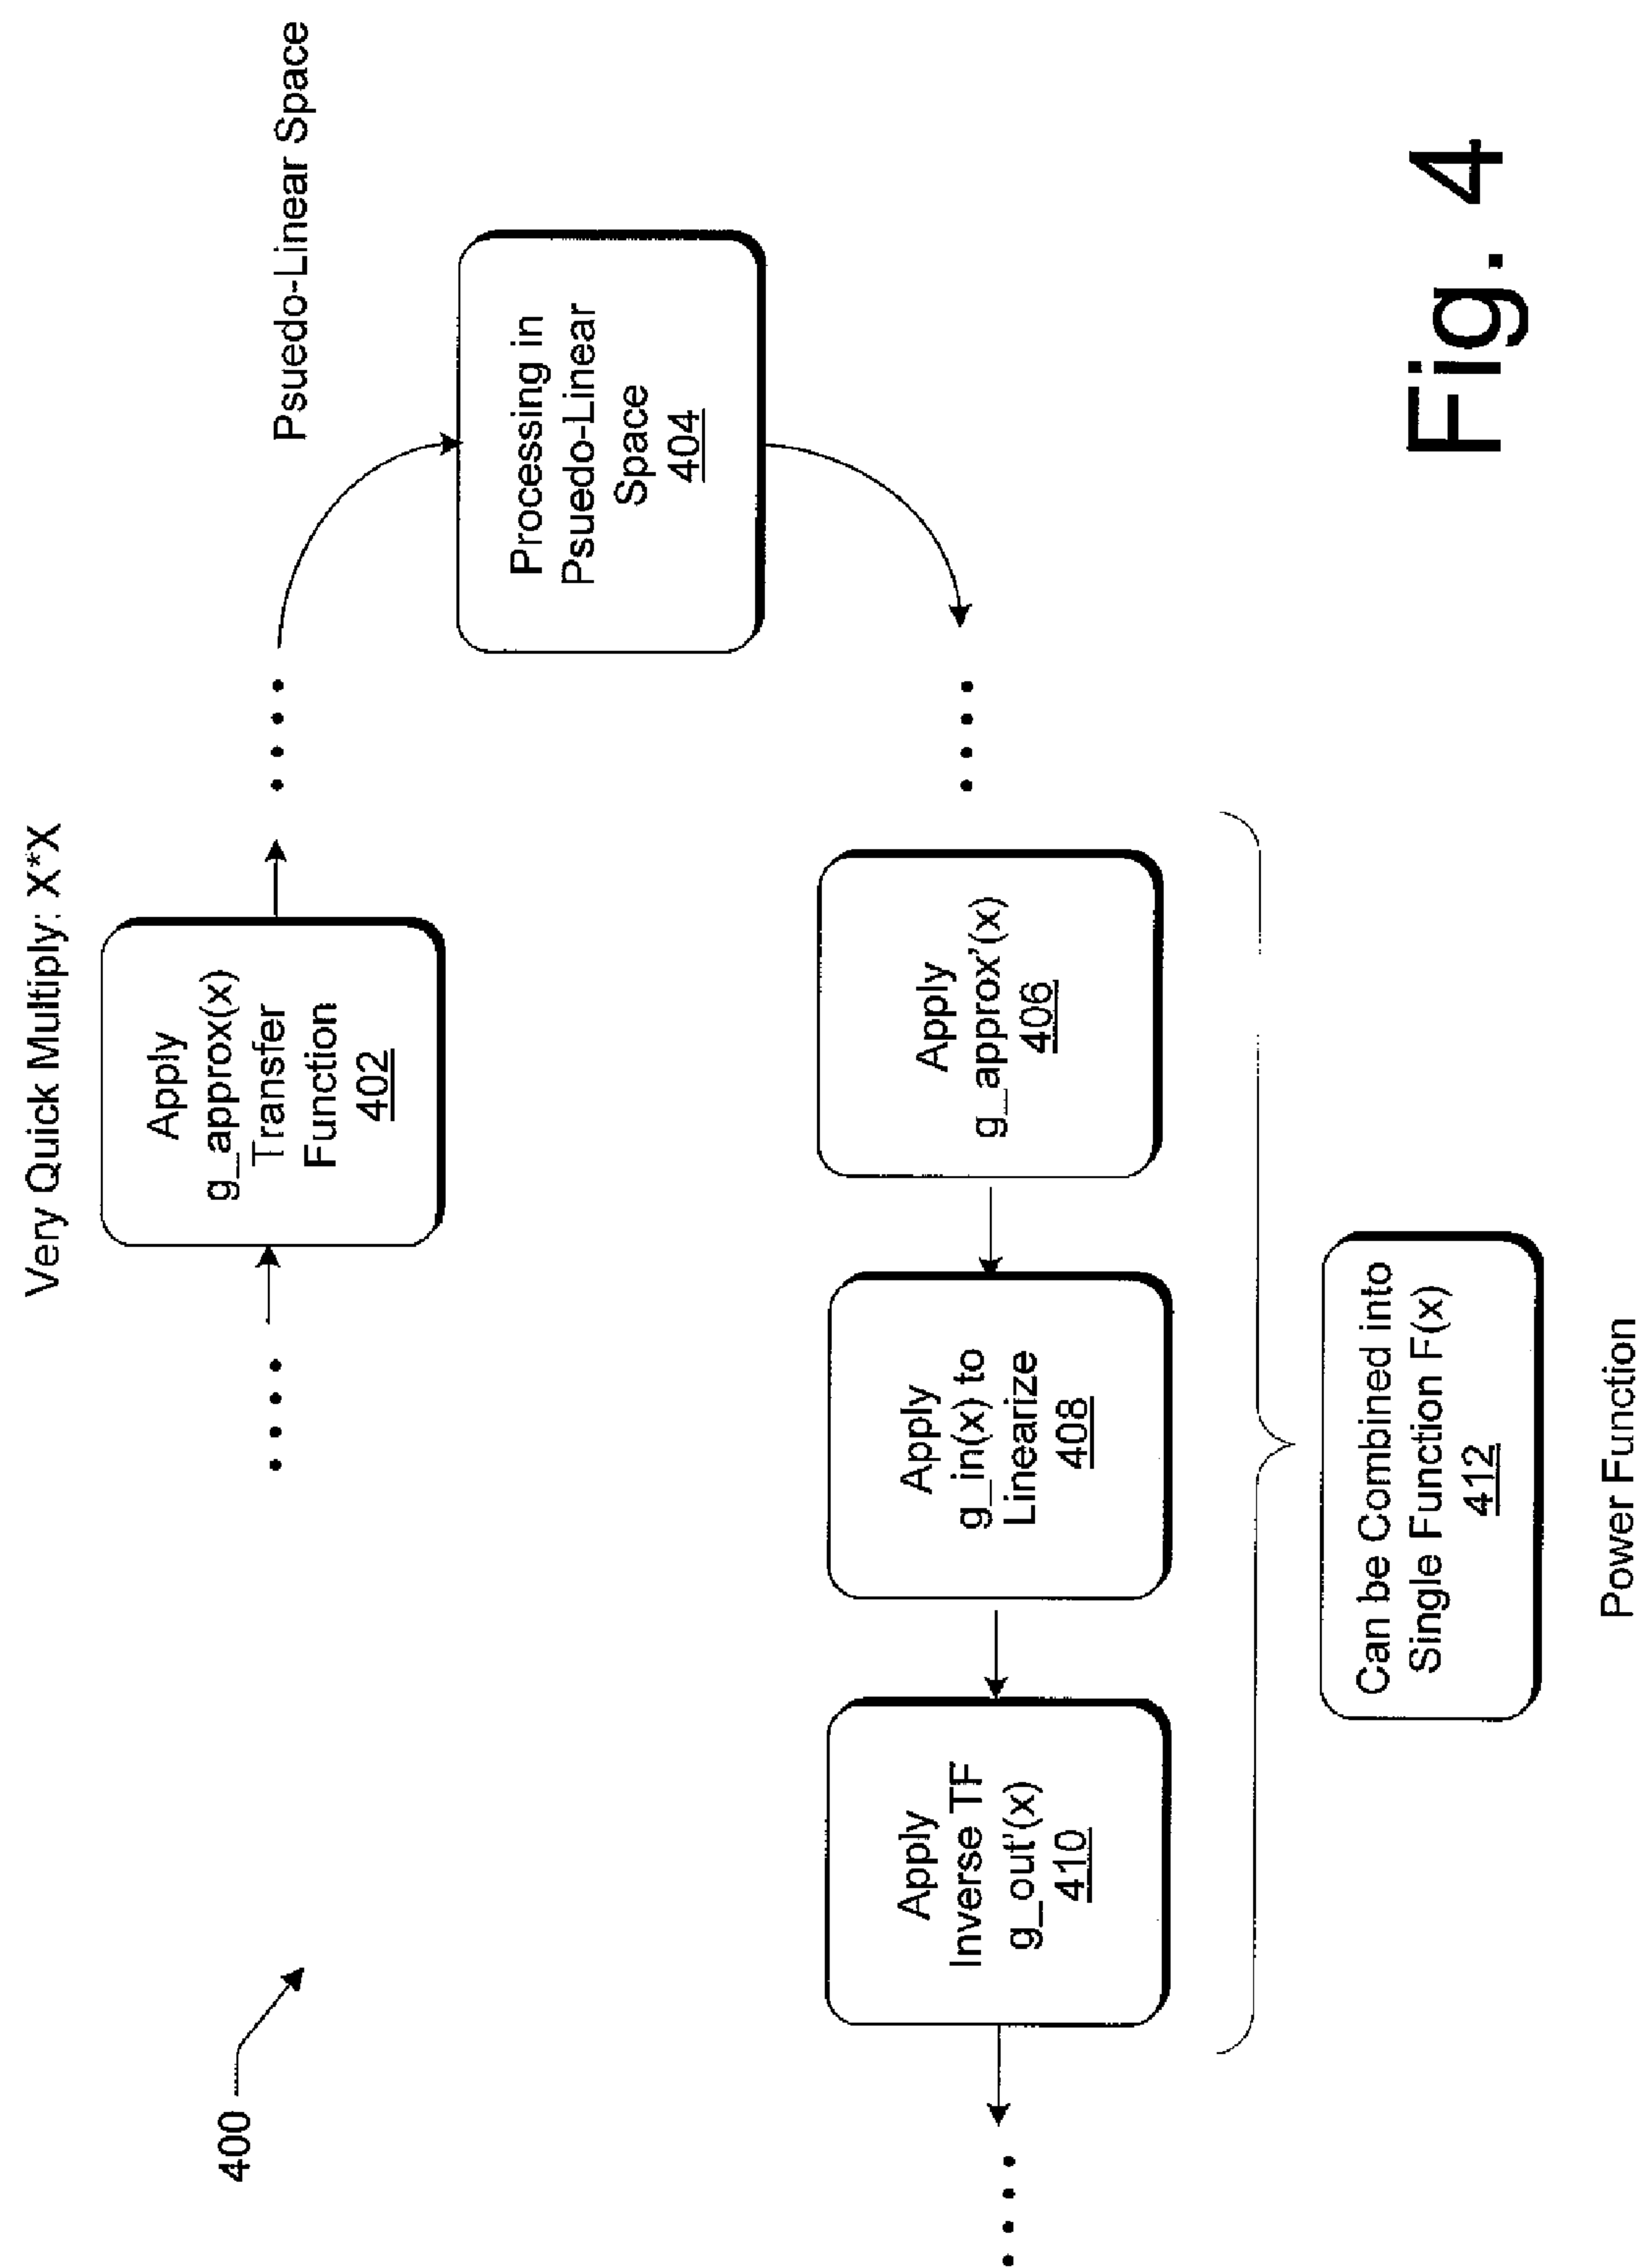 400
Very Quick Multiply: X*X
Apply
g_approx(x)
Transfer
Function
402
Psuedo-Linear Space
Processing in
Psuedo-Linear
Space
404
Apply
g_approx'(x)
406
Apply
g_in(x) to
Linearize
408
Apply
Inverse TF
g_out'(x)
410
Can be Combined into
Single Function F(x)
412
Power Function
Fig. 4